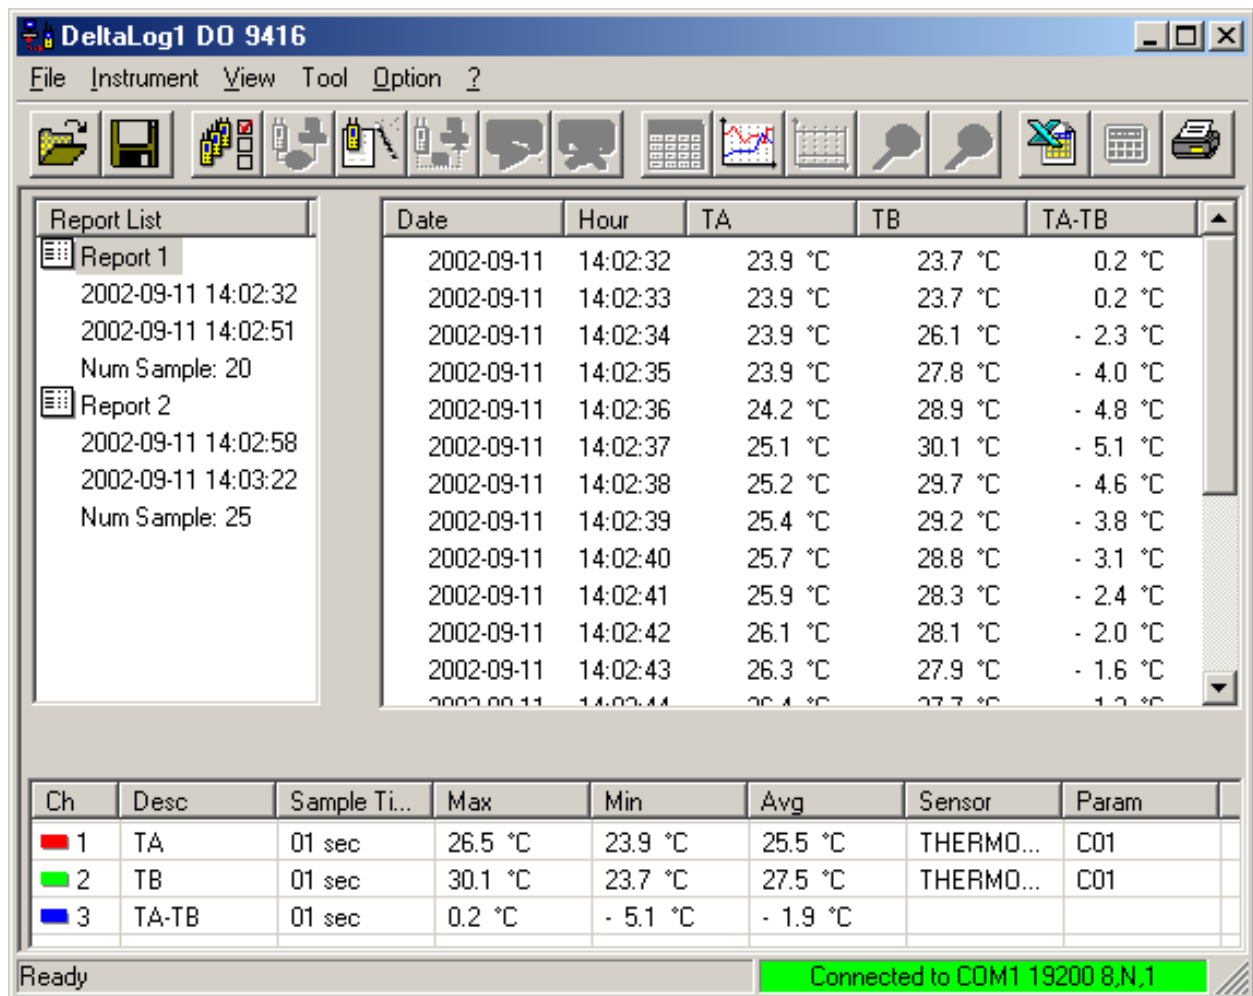 DeltaLog1 DO 9416
File Instrument View Tool Option ?
Report List
Report 1
2002-09-11 14:02:32
2002-09-11 14:02:51
Num Sample: 20
Report 2
2002-09-11 14:02:58
2002-09-11 14:03:22
Num Sample: 25
Date Hour TA TB TA-TB
2002-09-11 14:02:32 23.9 °C 23.7 °C 0.2 °C
2002-09-11 14:02:33 23.9 °C 23.7 °C 0.2 °C
2002-09-11 14:02:34 23.9 °C 26.1 °C - 2.3 °C
2002-09-11 14:02:35 23.9 °C 27.8 °C - 4.0 °C
2002-09-11 14:02:36 24.2 °C 28.9 °C - 4.8 °C
2002-09-11 14:02:37 25.1 °C 30.1 °C - 5.1 °C
2002-09-11 14:02:38 25.2 °C 29.7 °C - 4.6 °C
2002-09-11 14:02:39 25.4 °C 29.2 °C - 3.8 °C
2002-09-11 14:02:40 25.7 °C 28.8 °C - 3.1 °C
2002-09-11 14:02:41 25.9 °C 28.3 °C - 2.4 °C
2002-09-11 14:02:42 26.1 °C 28.1 °C - 2.0 °C
2002-09-11 14:02:43 26.3 °C 27.9 °C - 1.6 °C
Ch Desc Sample Ti... Max Min Avg Sensor Param
1 TA 01 sec 26.5 °C 23.9 °C 25.5 °C THERMO... C01
2 TB 01 sec 30.1 °C 23.7 °C 27.5 °C THERMO... C01
3 TA-TB 01 sec 0.2 °C - 5.1 °C - 1.9 °C
Ready Connected to COM1 19200 8,N,1